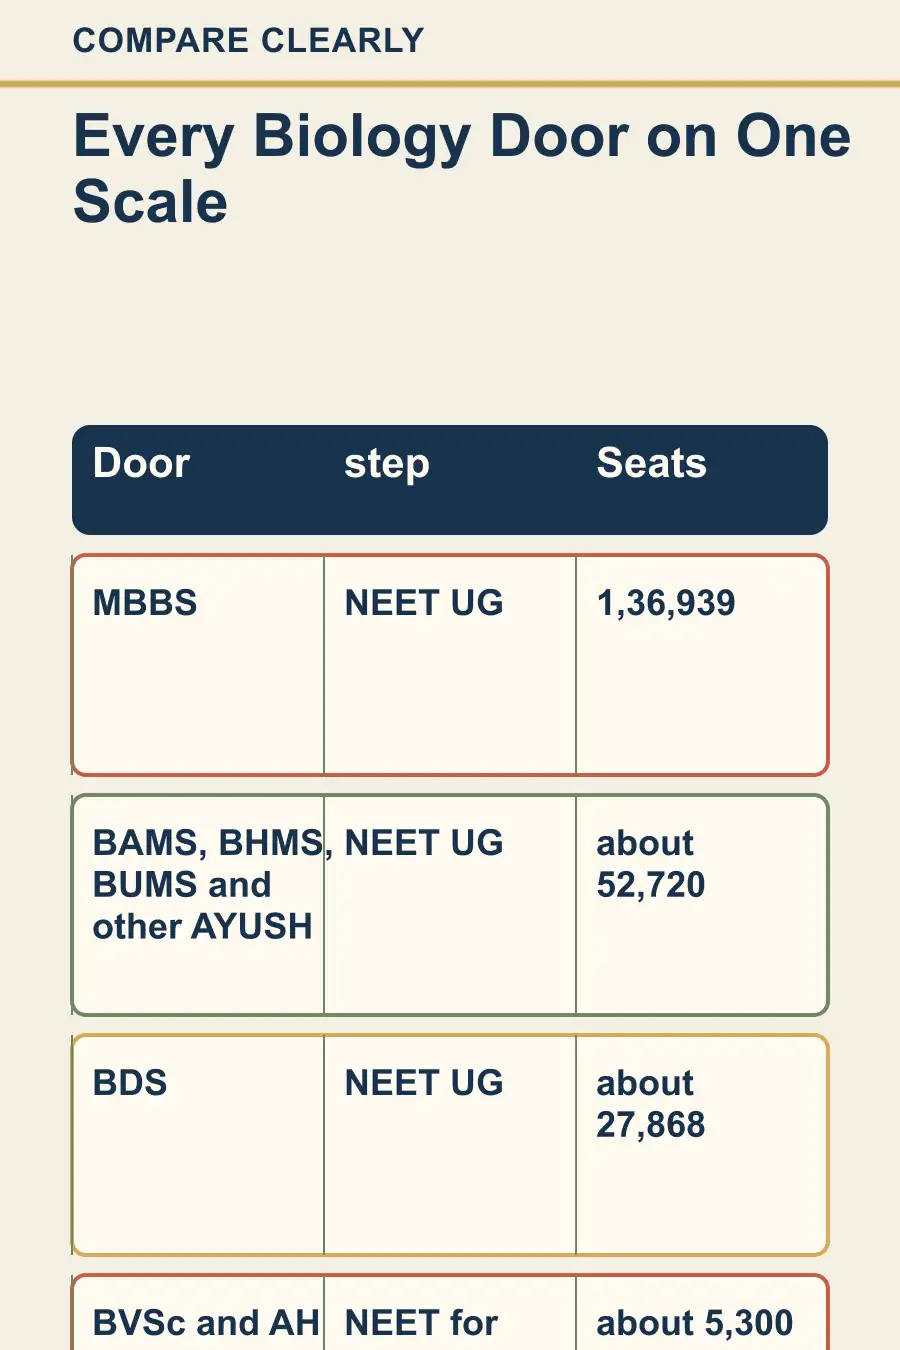 COMPARE CLEARLY
Every Biology Door on One
Scale
Door step Seats
MBBS NEET UG 1,36,939
BAMS, BHMS, NEET UG about
BUMS and 52,720
other AYUSH
BDS NEET UG about
27,868
BVSc and AH NEET for about 5,300